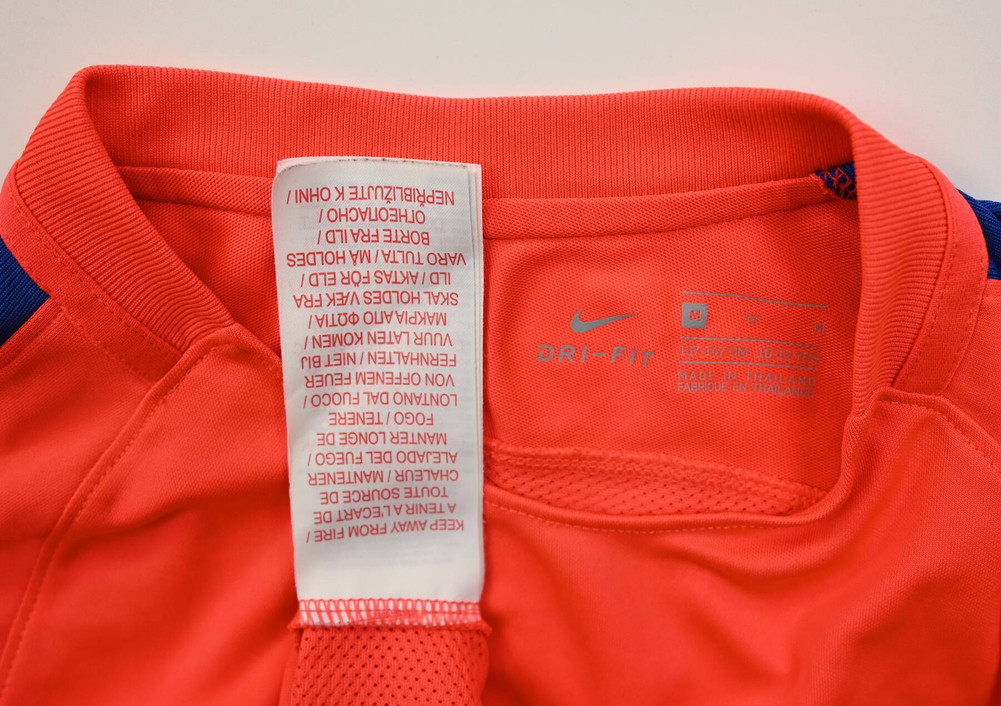 KEEP AWAY FROM FIRE /
A TENIR A L'ECART DE
TOUTE SOURCE DE
CHALEUR / MANTENER
ALEJADO DEL FUEGO /
MANTER LONGE DE
FOGO / TENERE
LONTANO DAL FUOCO /
VON OFFENEM FEUER
FERNHALTEN / NIET BIJ
VUUR LATEN KOMEN /
ΜΑΚΡΙΑ ΑΠΟ ΦΩΤΙΑ /
SKAL HOLDES VÆK FRA
ILD / AKTAS FÖR ELD /
VARO TULTA / MÅ HOLDES
BORTE FRA ILD /
ОГНЕОПАСНО /
NEPRIBLIŽUJTE K OHNI /
DRI-FIT
M M M
MADE IN THAILAND
FABRIQUÉ EN THAÏLANDE